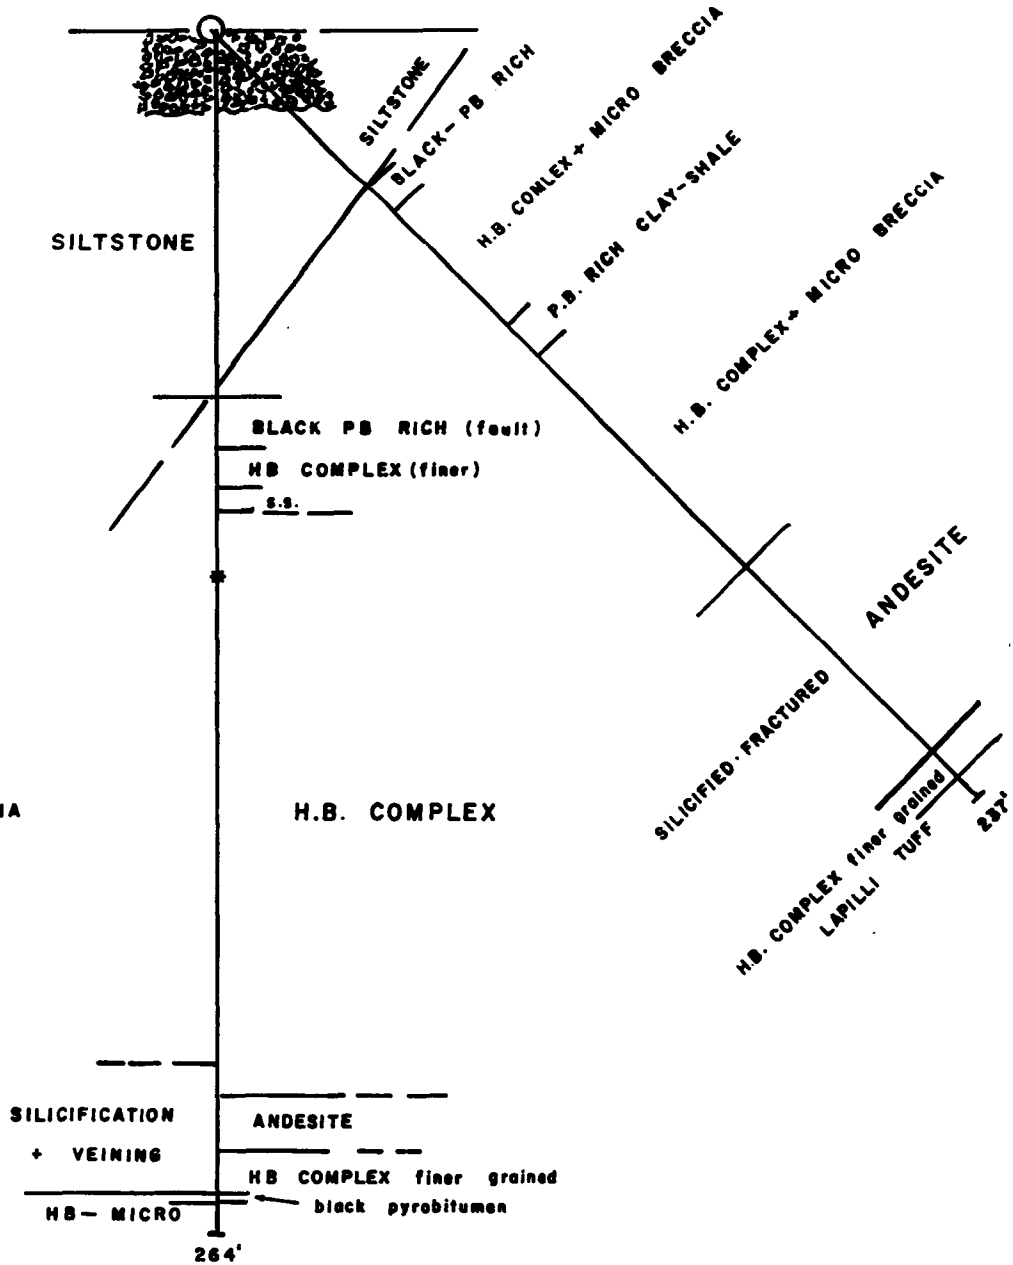 SILTSTONE
BLACK-PB RICH
H.B. COMLEX + MICRO BRECCIA
P.B. RICH CLAY-SHALE
H.B. COMPLEX + MICRO BRECCIA
ANDESITE
SILICIFIED·FRACTURED
H.B. COMPLEX finer grained
LAPILLI TUFF
237'
SILTSTONE
BLACK PB RICH (fault)
HB COMPLEX (finer)
S.S.
*
IA
H.B. COMPLEX
SILICIFICATION
+ VEINING
ANDESITE
HB COMPLEX finer grained
black pyrobitumen
HB- MICRO
264'